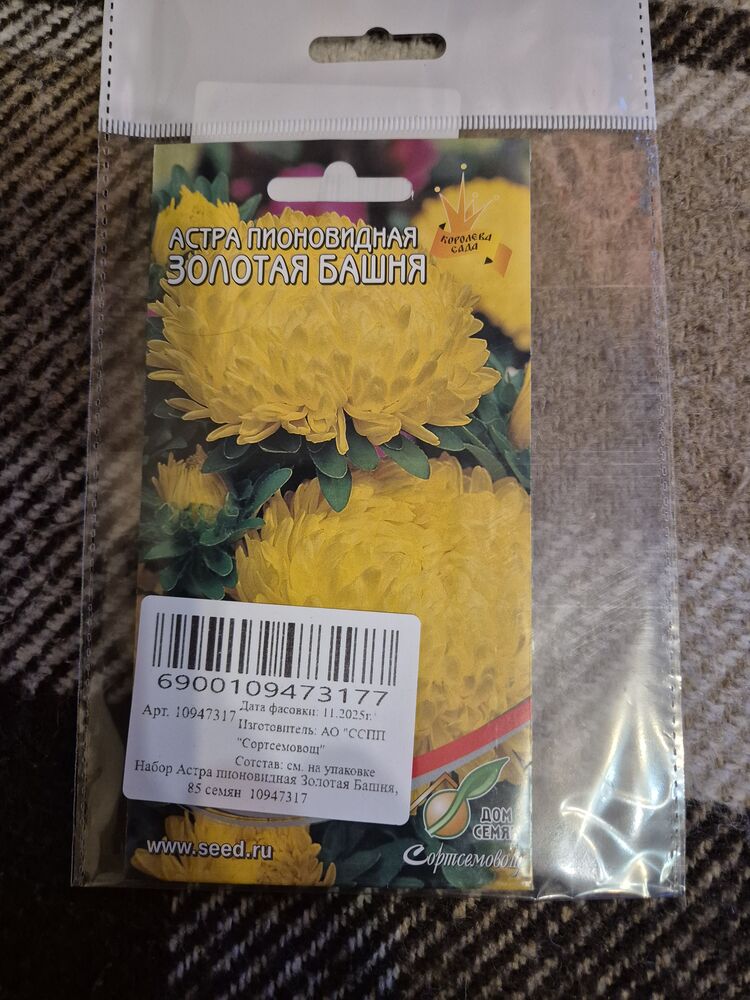 АСТРА ПИОНОВИДНАЯ
ЗОЛОТАЯ БАШНЯ
КОРОЛЕВА
САДА
6900109473177
Дата фасовки: 11.2025г.
Арт. 10947317
Изготовитель: АО "ССПП
"Сортсемовощ"
Состав: см. на упаковке
Набор Астра пионовидная Золотая Башня,
85 семян 10947317
ДОМ
СЕМЯН
Сортсемовощ
www.seed.ru